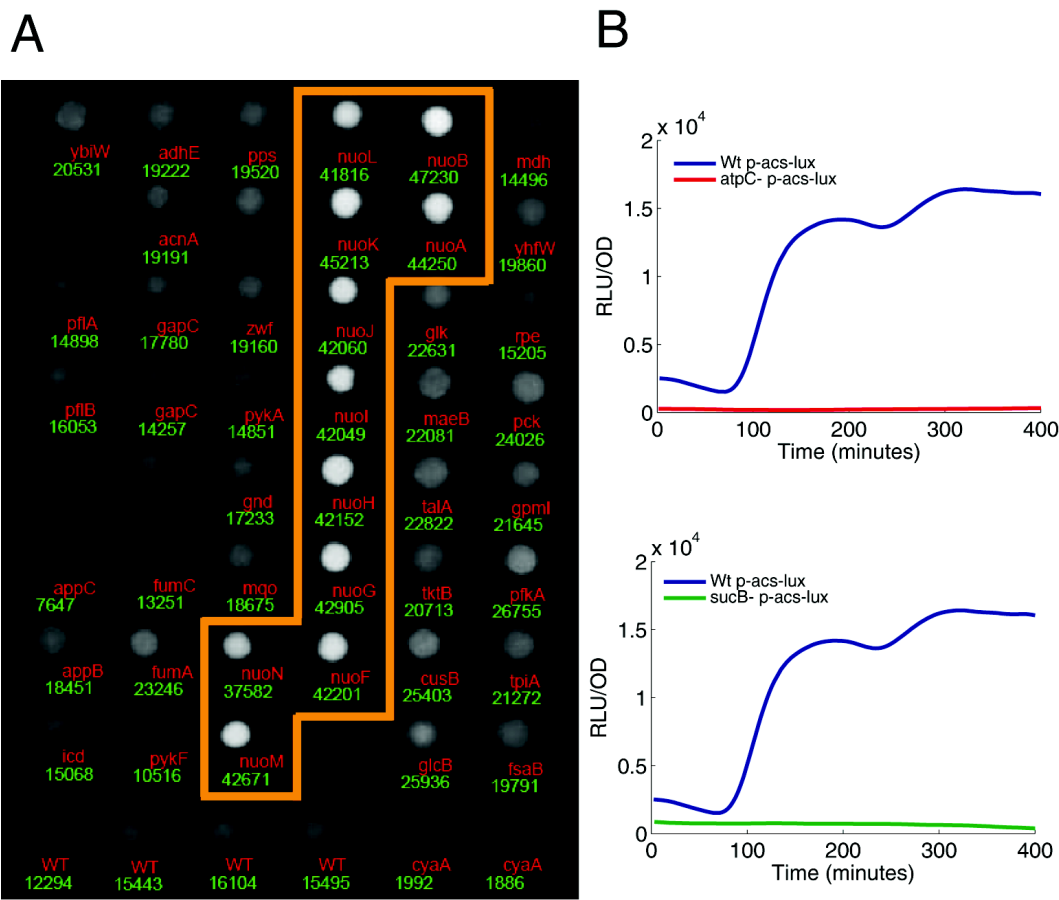 A
ybiW adhE pps nuoL nuoB mdh
20531 19222 19520 41816 47230 14496
acnA nuoK nuoA yhfW
19191 45213 44250 19860
pflA gapC zwf nuoJ glk rpe
14898 17780 19160 42060 22631 15205
pflB gapC pykA nuoI maeB pck
16053 14257 14851 42049 22081 24026
gnd nuoH talA gpmI
17233 42152 22822 21645
appC fumC mqo nuoG tktB pfkA
7647 13251 18675 42905 20713 26755
appB fumA nuoN nuoF cusB tpiA
18451 23246 37582 42201 25403 21272
icd pykF nuoM glcB fsaB
15068 10516 42671 25936 19791
WT WT WT WT cyaA cyaA
12294 15443 16104 15495 1992 1886
B
x 10^4
2
1.5
1
0.5
0
RLU/OD
Wt p-acs-lux
atpC- p-acs-lux
0 100 200 300 400
Time (minutes)
x 10^4
2
1.5
1
0.5
0
RLU/OD
Wt p-acs-lux
sucB- p-acs-lux
0 100 200 300 400
Time (minutes)